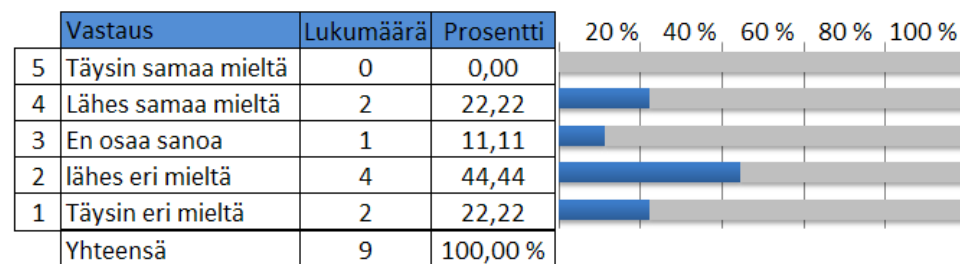 Vastaus Lukumäärä Prosentti 20 % 40 % 60 % 80 % 100 %
5 Täysin samaa mieltä 0 0,00
4 Lähes samaa mieltä 2 22,22
3 En osaa sanoa 1 11,11
2 lähes eri mieltä 4 44,44
1 Täysin eri mieltä 2 22,22
Yhteensä 9 100,00 %